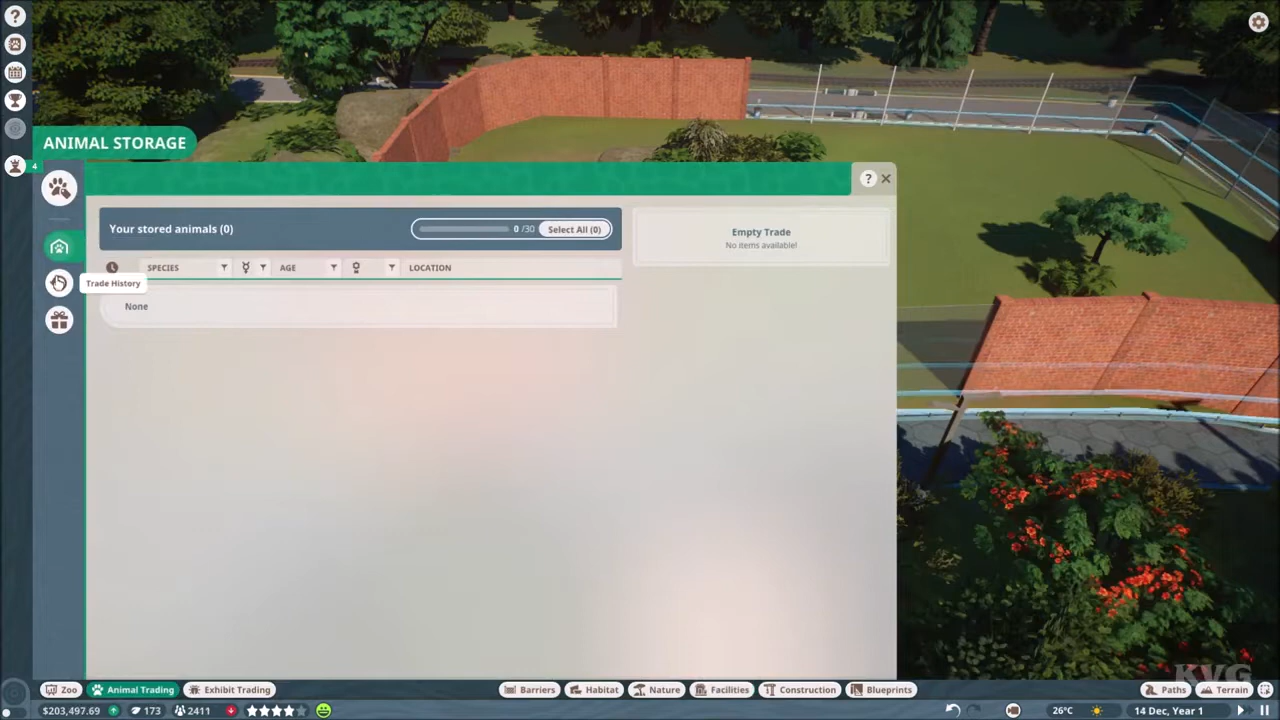 ?
4
ANIMAL STORAGE
?
Your stored animals (0)
0 /30
Select All (0)
Empty Trade
No items available!
SPECIES
AGE
LOCATION
Trade History
None
KVG
Zoo
Animal Trading
Exhibit Trading
Barriers
Habitat
Nature
Facilities
Construction
Blueprints
Paths
Terrain
$203,497.69
173
2411
26°C
14 Dec, Year 1